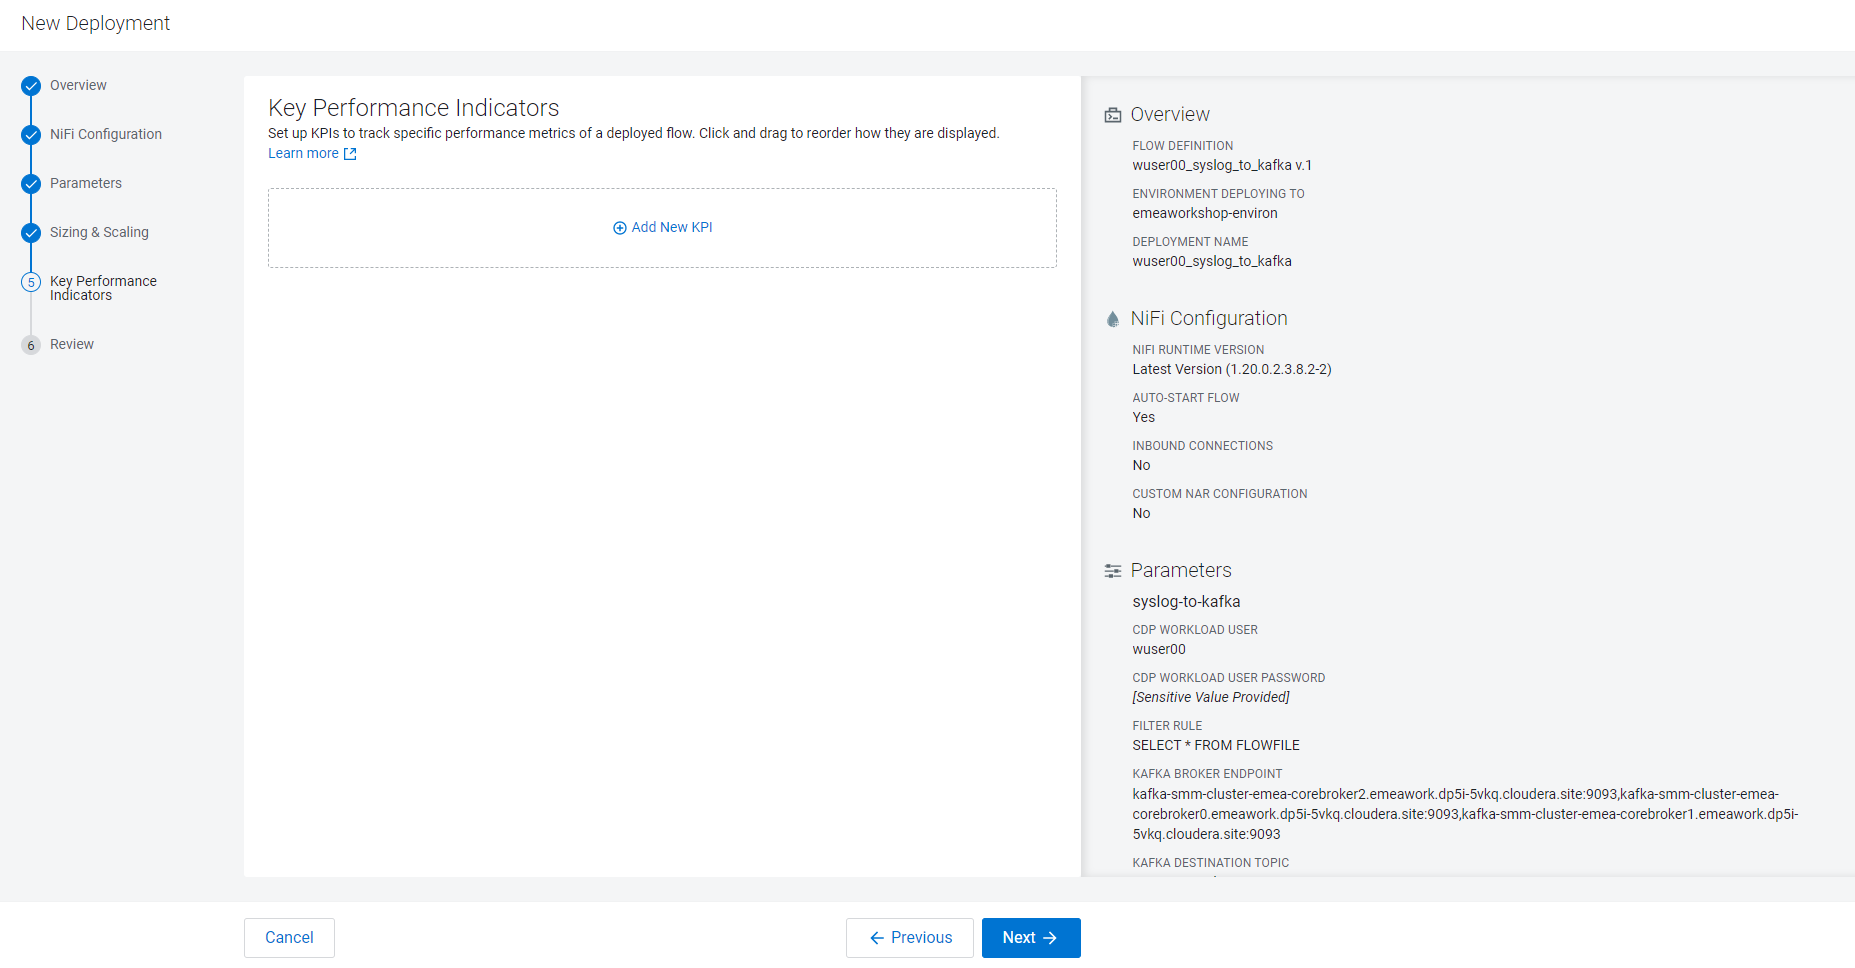 New Deployment
Overview
NiFi Configuration
Parameters
Sizing & Scaling
5
Key Performance
Indicators
6
Review
Key Performance Indicators
Set up KPIs to track specific performance metrics of a deployed flow. Click and drag to reorder how they are displayed.
Learn more
Add New KPI
Overview
FLOW DEFINITION
wuser00_syslog_to_kafka v.1
ENVIRONMENT DEPLOYING TO
emeaworkshop-environ
DEPLOYMENT NAME
wuser00_syslog_to_kafka
NiFi Configuration
NIFI RUNTIME VERSION
Latest Version (1.20.0.2.3.8.2-2)
AUTO-START FLOW
Yes
INBOUND CONNECTIONS
No
CUSTOM NAR CONFIGURATION
No
Parameters
syslog-to-kafka
CDP WORKLOAD USER
wuser00
CDP WORKLOAD USER PASSWORD
[Sensitive Value Provided]
FILTER RULE
SELECT * FROM FLOWFILE
KAFKA BROKER ENDPOINT
kafka-smm-cluster-emea-corebroker2.emeawork.dp5i-5vkq.cloudera.site:9093,kafka-smm-cluster-emea-
corebroker0.emeawork.dp5i-5vkq.cloudera.site:9093,kafka-smm-cluster-emea-corebroker1.emeawork.dp5i-
5vkq.cloudera.site:9093
KAFKA DESTINATION TOPIC
Cancel
Previous
Next